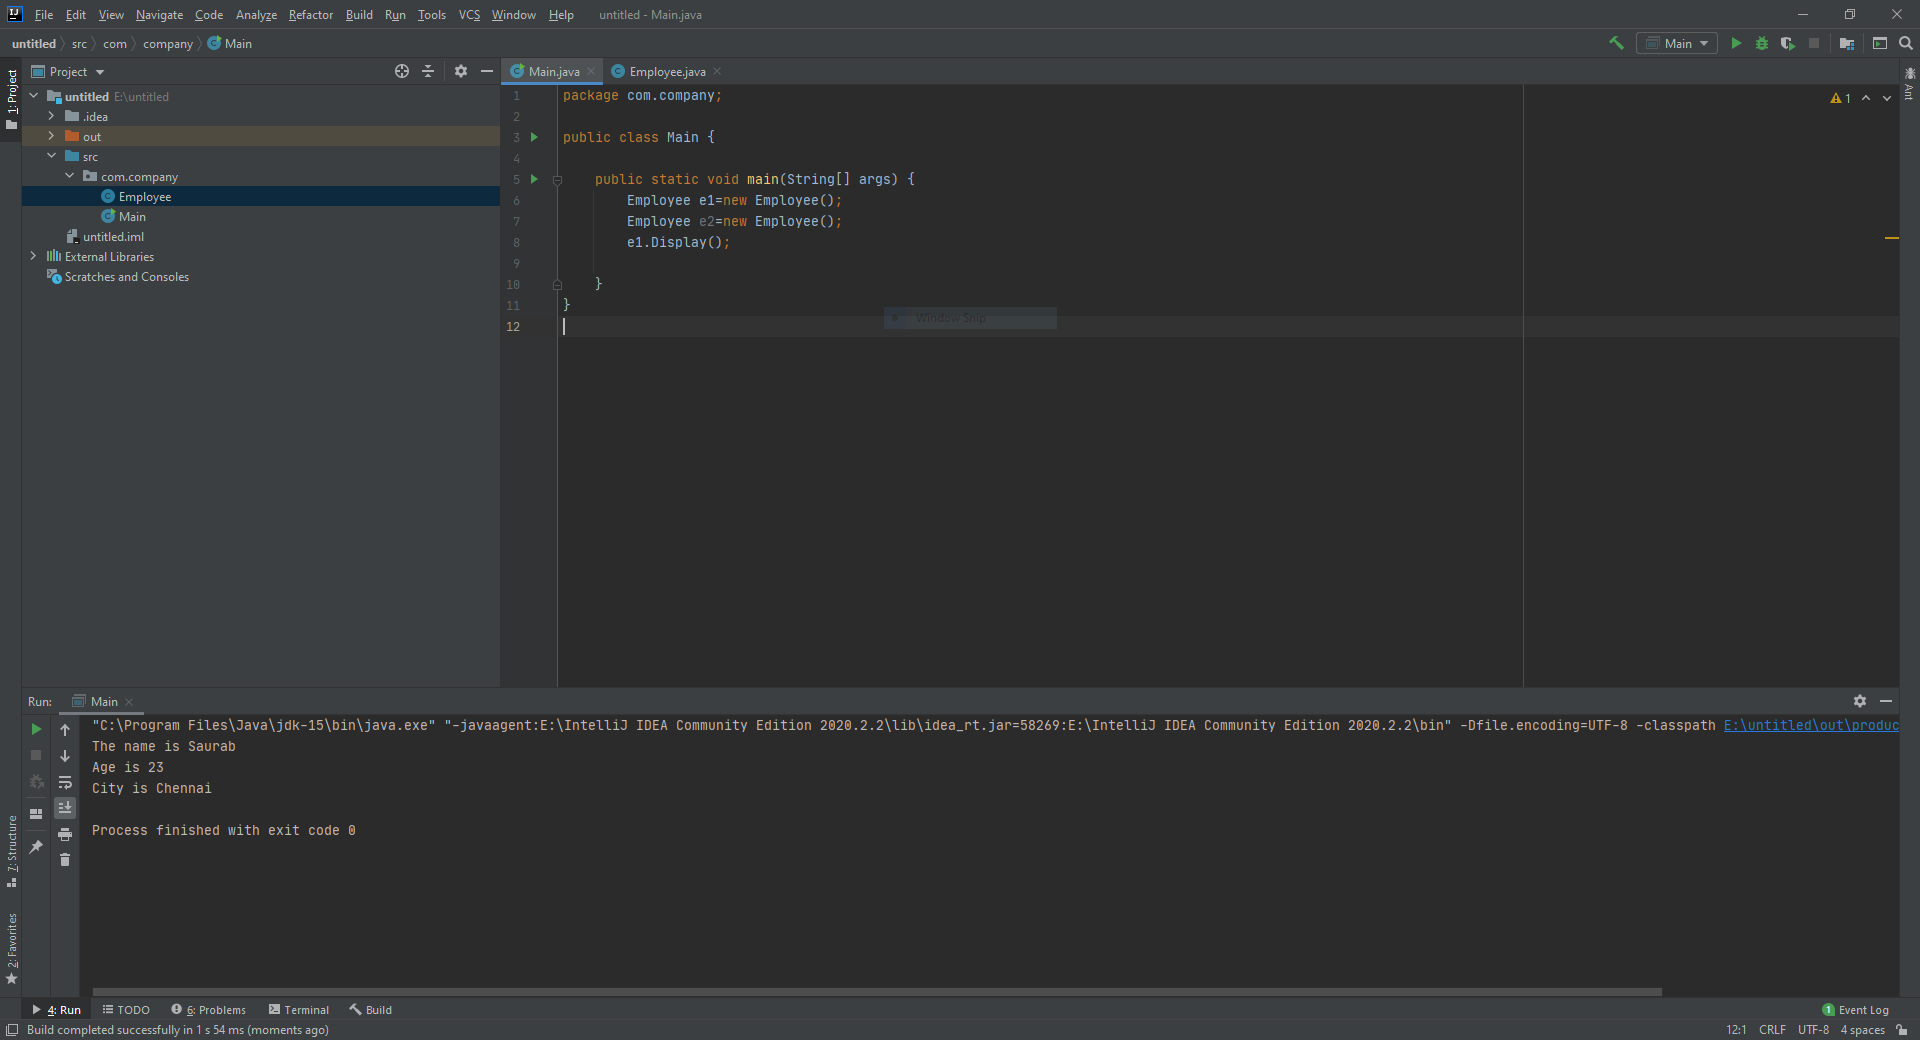 File Edit View Navigate Code Analyze Refactor Build Run Tools VCS Window Help untitled - Main.java
untitled src com company Main
Main
1: Project
Project
untitled E:\untitled
.idea
out
src
com.company
Employee
Main
untitled.iml
External Libraries
Scratches and Consoles
Main.java Employee.java
1 package com.company;
2
3 public class Main {
4
5 public static void main(String[] args) {
6 Employee e1=new Employee();
7 Employee e2=new Employee();
8 e1.Display();
9
10 }
11 }
12
Window Snip
1
Ant
Run: Main
"C:\Program Files\Java\jdk-15\bin\java.exe" "-javaagent:E:\IntelliJ IDEA Community Edition 2020.2.2\lib\idea_rt.jar=58269:E:\IntelliJ IDEA Community Edition 2020.2.2\bin" -Dfile.encoding=UTF-8 -classpath E:\untitled\out\produc
The name is Saurab
Age is 23
City is Chennai
Process finished with exit code 0
7: Structure
2: Favorites
4: Run TODO 6: Problems Terminal Build 1 Event Log
Build completed successfully in 1 s 54 ms (moments ago) 12:1 CRLF UTF-8 4 spaces